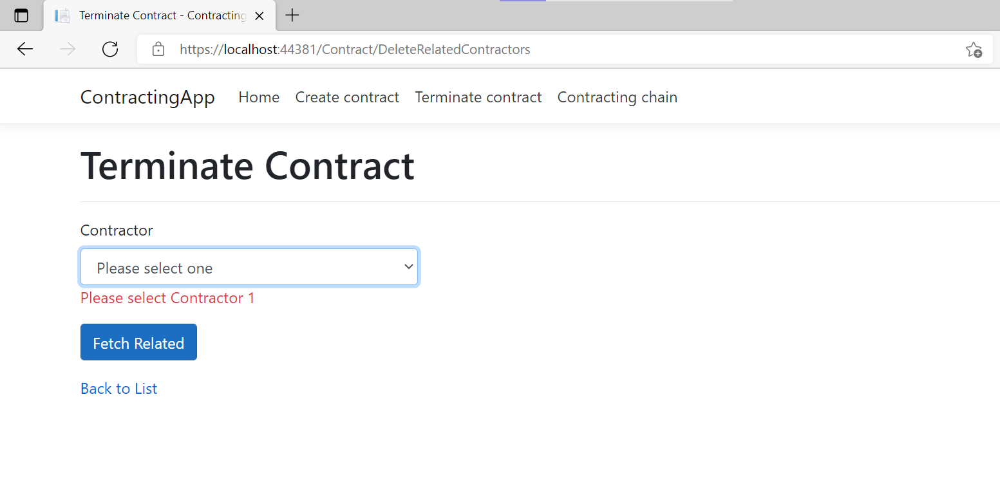 Terminate Contract - Contracting
https://localhost:44381/Contract/DeleteRelatedContractors
ContractingApp Home Create contract Terminate contract Contracting chain
Terminate Contract
Contractor
Please select one
Please select Contractor 1
Fetch Related
Back to List